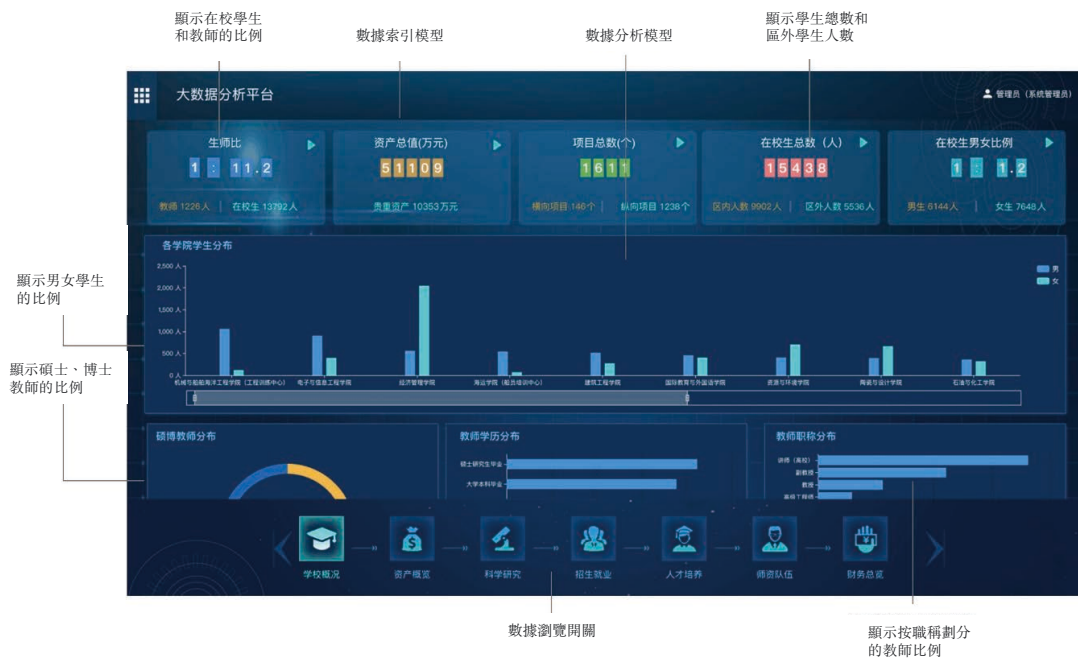 顯示在校學生
和教師的比例
數據索引模型
數據分析模型
顯示學生總數和
區外學生人數
大数据分析平台
管理员（系统管理员）
生师比
1 : 11.2
教师 1226人 | 在校生 13792人
资产总值(万元)
51109
贵重资产 10353万元
项目总数(个)
1611
横向项目 146个 | 纵向项目 1238个
在校生总数（人）
15438
区内人数 9902人 | 区外人数 5536人
在校生男女比例
1 : 1.2
男生 6144人 | 女生 7648人
顯示男女學生
的比例
顯示碩士、博士
教師的比例
各学院学生分布
男
女
2,500 人
2,000 人
1,500 人
1,000 人
500 人
0 人
机械与船舶海洋工程学院（工程训练中心）
电子与信息工程学院
经济管理学院
海运学院（船员培训中心）
建筑工程学院
国际教育与外国语学院
资源与环境学院
陶瓷与设计学院
石油与化工学院
硕博教师分布
教师学历分布
硕士研究生毕业
大学本科毕业
教师职称分布
讲师（高校）
副教授
教授
高级工程师
学校概况
资产概览
科学研究
招生就业
人才培养
师资队伍
财务总览
數據瀏覽開關
顯示按職稱劃分
的教師比例